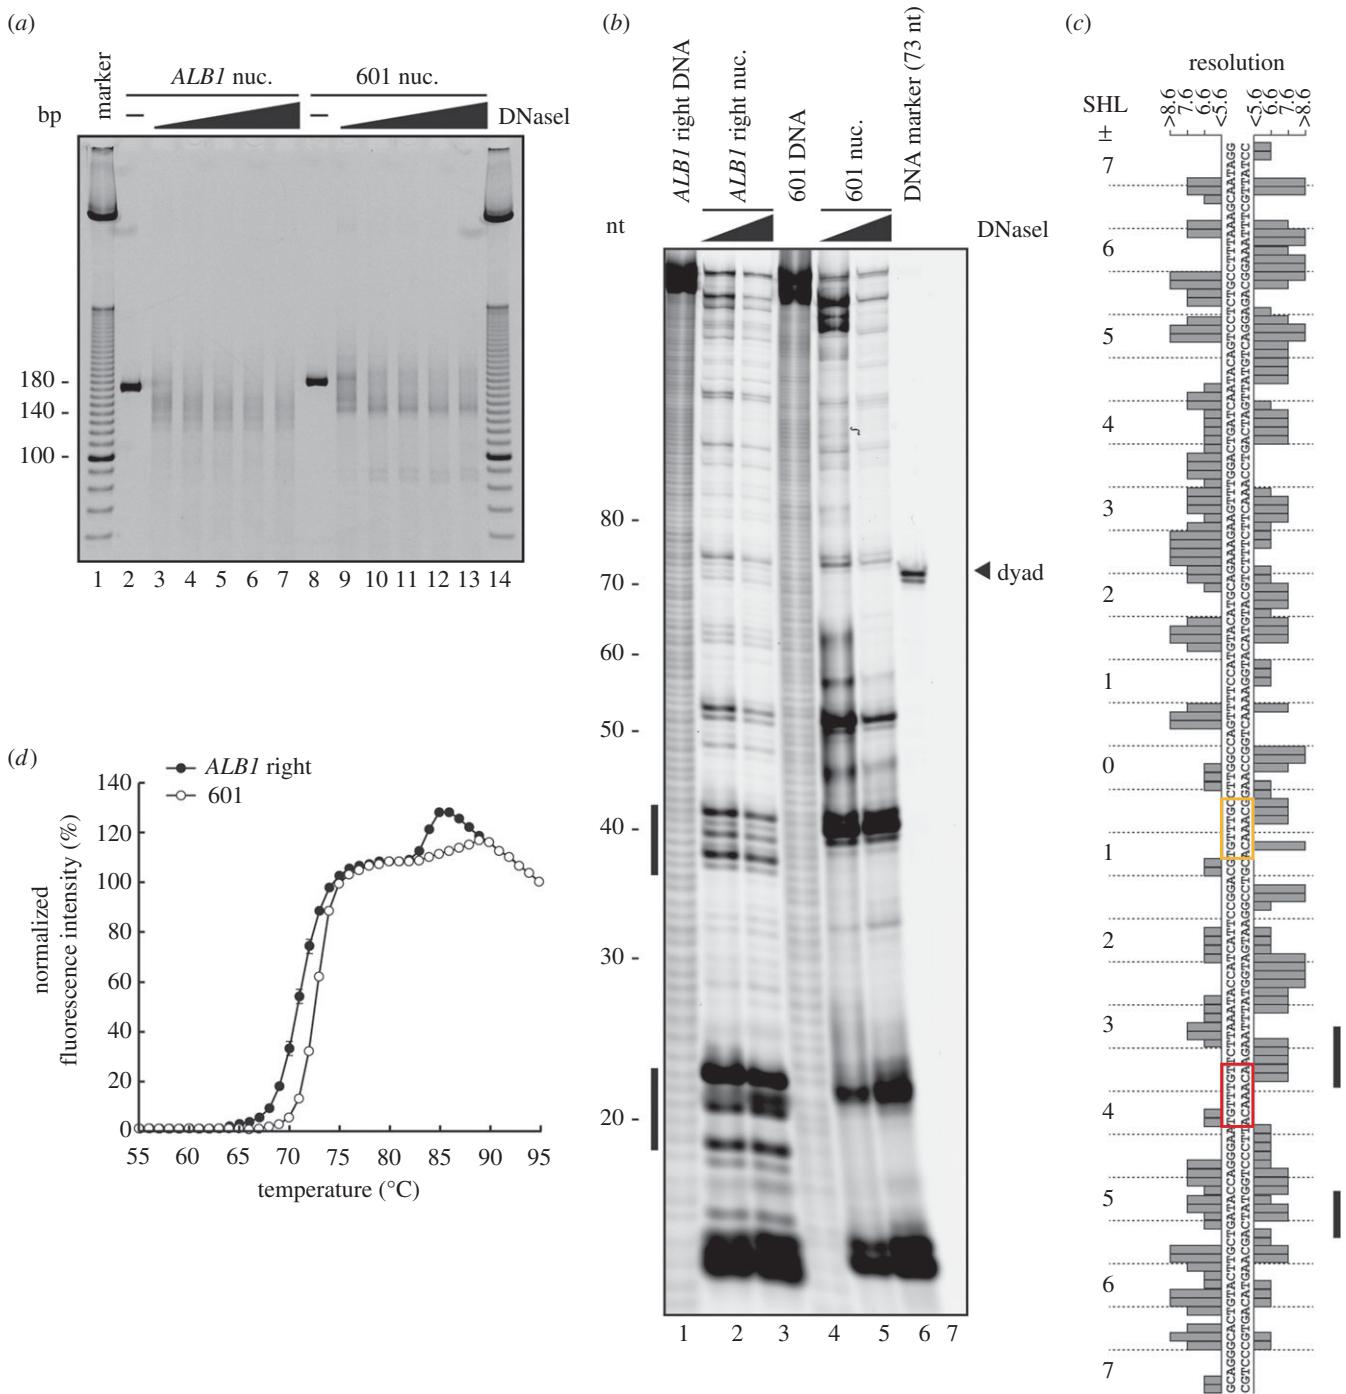 (a)
marker
ALB1 nuc.
601 nuc.
bp
–
–
DNaseI
180 -
140 -
100 -
1 2 3 4 5 6 7 8 9 10 11 12 13 14
(b)
ALB1 right DNA
ALB1 right nuc.
601 DNA
601 nuc.
DNA marker (73 nt)
nt
DNaseI
80 -
70 -
60 -
50 -
40 -
30 -
20 -
dyad
1 2 3 4 5 6 7
(c)
resolution
SHL
±
>8.6
7.6
6.6
<5.6
<5.6
6.6
7.6
>8.6
7
6
5
4
3
2
1
0
1
2
3
4
5
6
7
(d)
ALB1 right
601
normalized
fluorescence intensity (%)
140
120
100
80
60
40
20
0
55 60 65 70 75 80 85 90 95
temperature (°C)